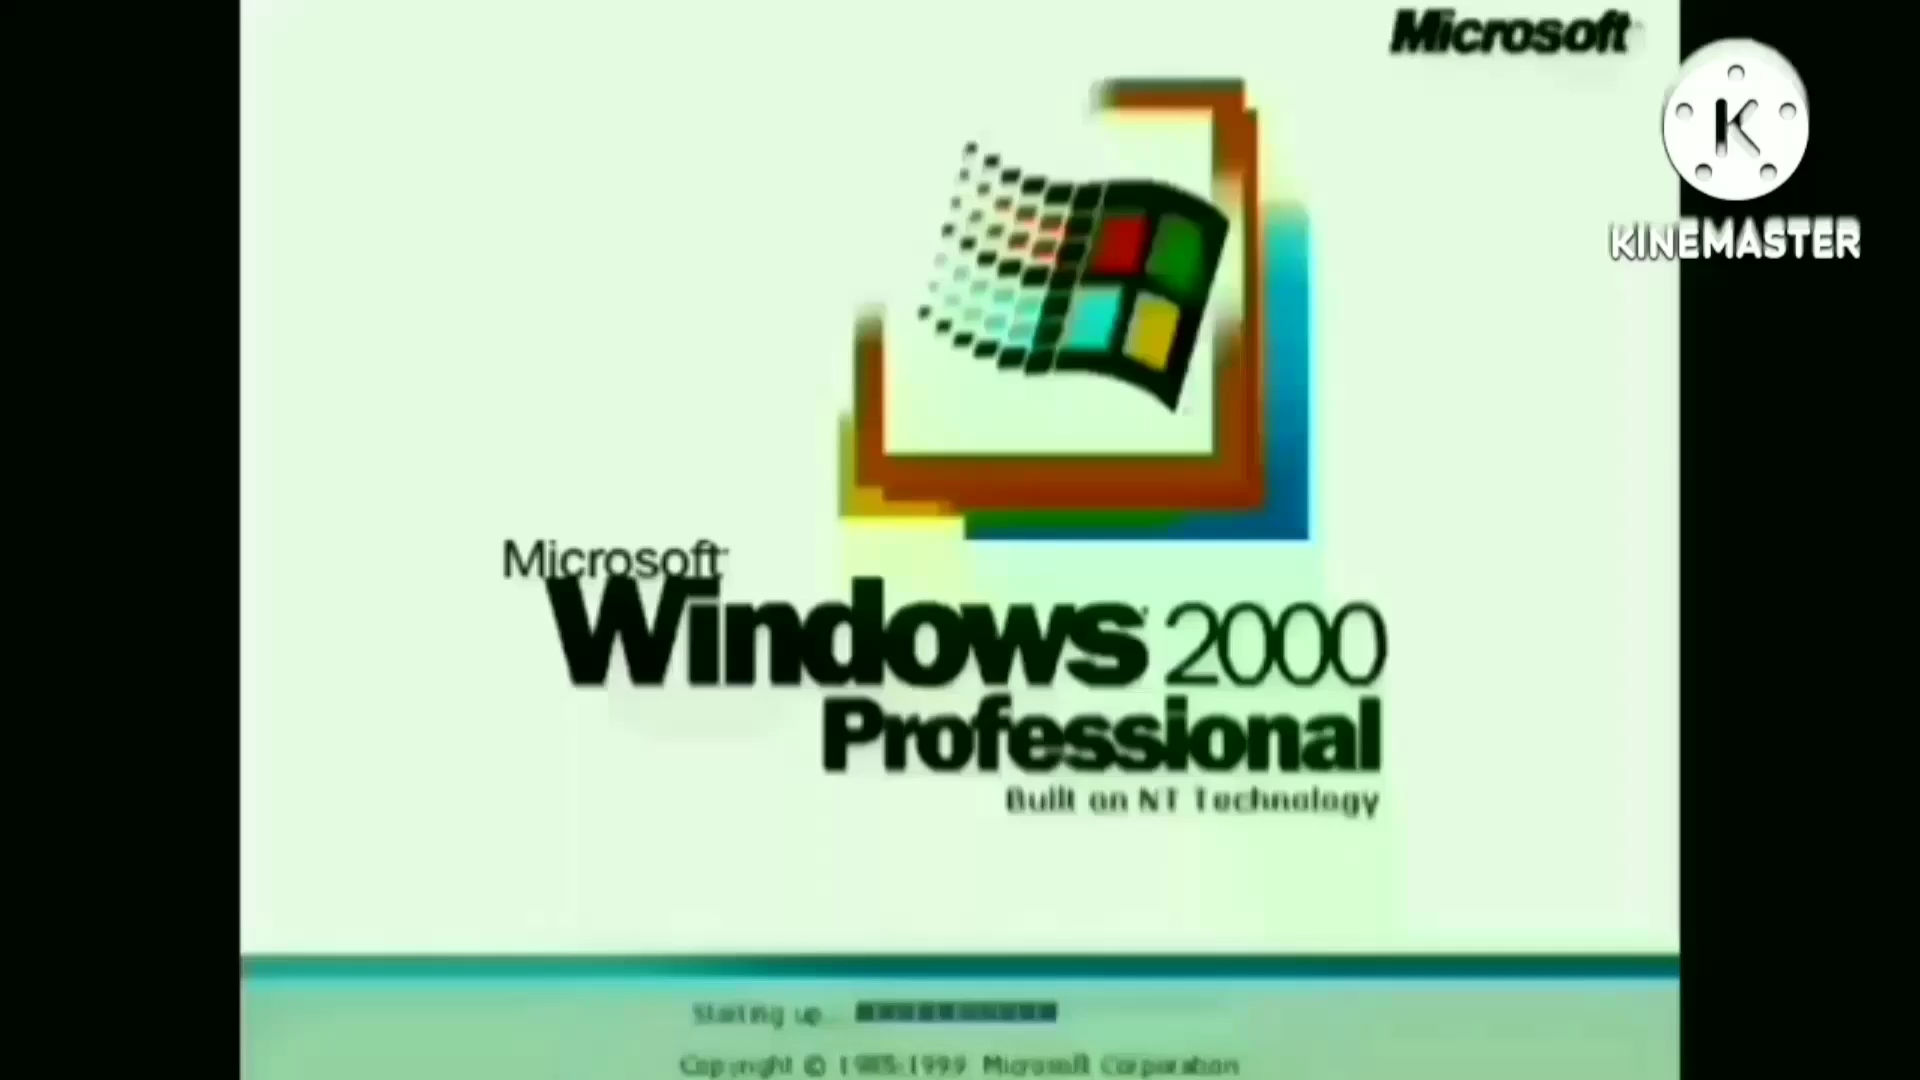 Microsoft
K
KINEMASTER
Microsoft
Windows 2000
Professional
Built on NT Technology
Starting up...
Copyright © 1985-1999 Microsoft Corporation